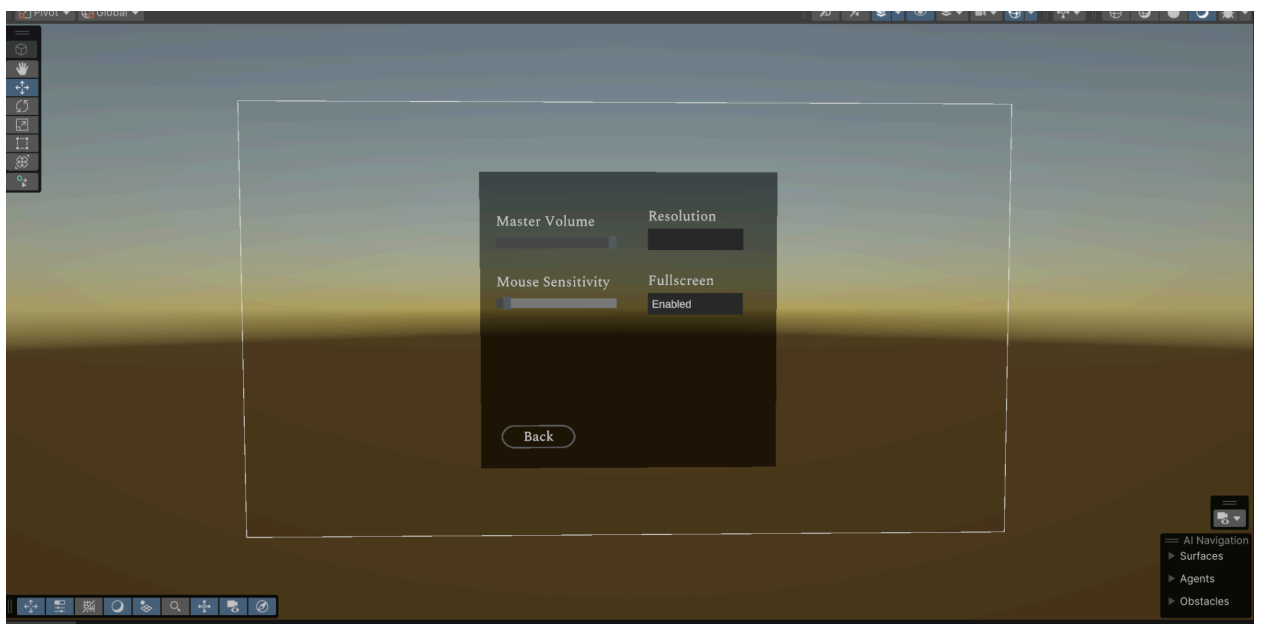 Pivot
Global
Master Volume
Resolution
Mouse Sensitivity
Fullscreen
Enabled
Back
AI Navigation
Surfaces
Agents
Obstacles